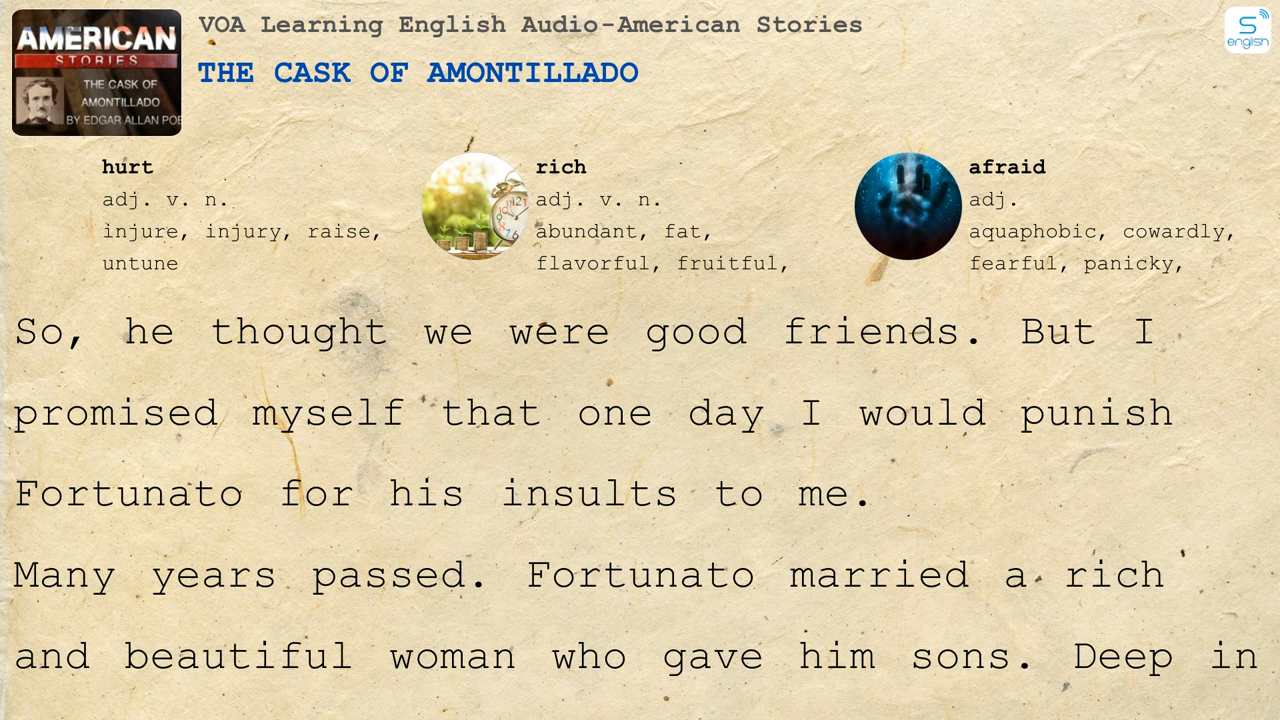 VOA Learning English Audio-American Stories
THE CASK OF AMONTILLADO
AMERICAN
STORIES
THE CASK OF
AMONTILLADO
BY EDGAR ALLAN POE
S
english
hurt
adj. v. n.
injure, injury, raise,
untune
rich
adj. v. n.
abundant, fat,
flavorful, fruitful,
afraid
adj.
aquaphobic, cowardly,
fearful, panicky,
So, he thought we were good friends. But I
promised myself that one day I would punish
Fortunato for his insults to me.
Many years passed. Fortunato married a rich
and beautiful woman who gave him sons. Deep in